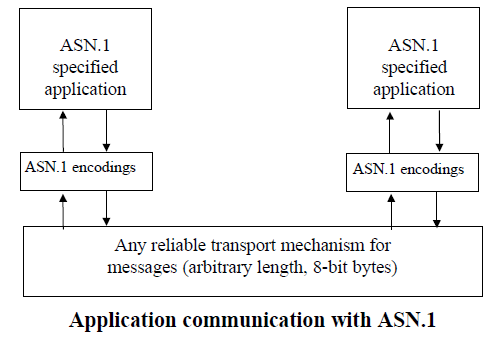 ASN.1
specified
application
ASN.1
specified
application
ASN.1 encodings
ASN.1 encodings
Any reliable transport mechanism for
messages (arbitrary length, 8-bit bytes)
Application communication with ASN.1